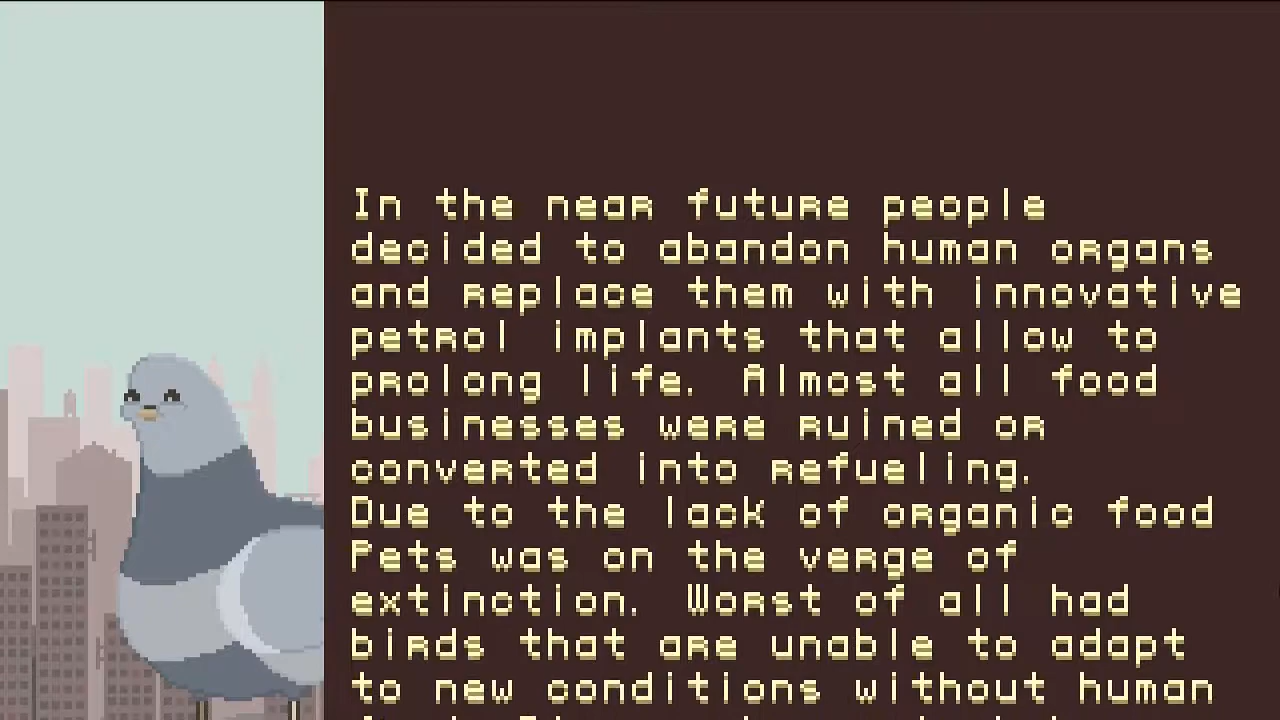 In the near future people
decided to abandon human organs
and replace them with innovative
petrol implants that allow to
prolong life. Almost all food
businesses were ruined or
converted into refueling.
Due to the lack of organic food
Pets was on the verge of
extinction. Worst of all had
birds that are unable to adapt
to new conditions without human